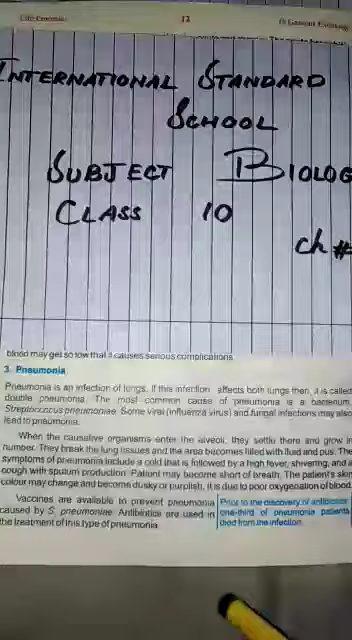 12
INTERNATIONAL STANDARD
SCHOOL
SUBJECT BIOLOG
CLASS 10
ch #
blood may get so low that it causes serious complications.
3. Pneumonia
Pneumonia is an infection of lungs. If this infection affects both lungs then, it is called
double pneumonia. The most common cause of pneumonia is a bacterium,
Streptococcus pneumoniae. Some viral (influenza virus) and fungal infections may also
lead to pnaumonia.
When the causative organisms enter the alveoli, they settle there and grow in
number. They break the lung tissues and the area becomes filled with fluid and pus. The
symptoms of pneumonia include a cold that is followed by a high fever, shivering, and a
cough with sputum production. Patient may become short of breath. The patient's skin
colour may change and become dusky or purplish. It is due to poor oxygenation of blood.
Vaccines are available to prevent pneumonia
caused by S. pneumoniae. Antibiotics are used in
the treatment of this type of pneumonia.
Prior to the discovery of antibiotics
one-third of pneumonia patients
died from the infection.